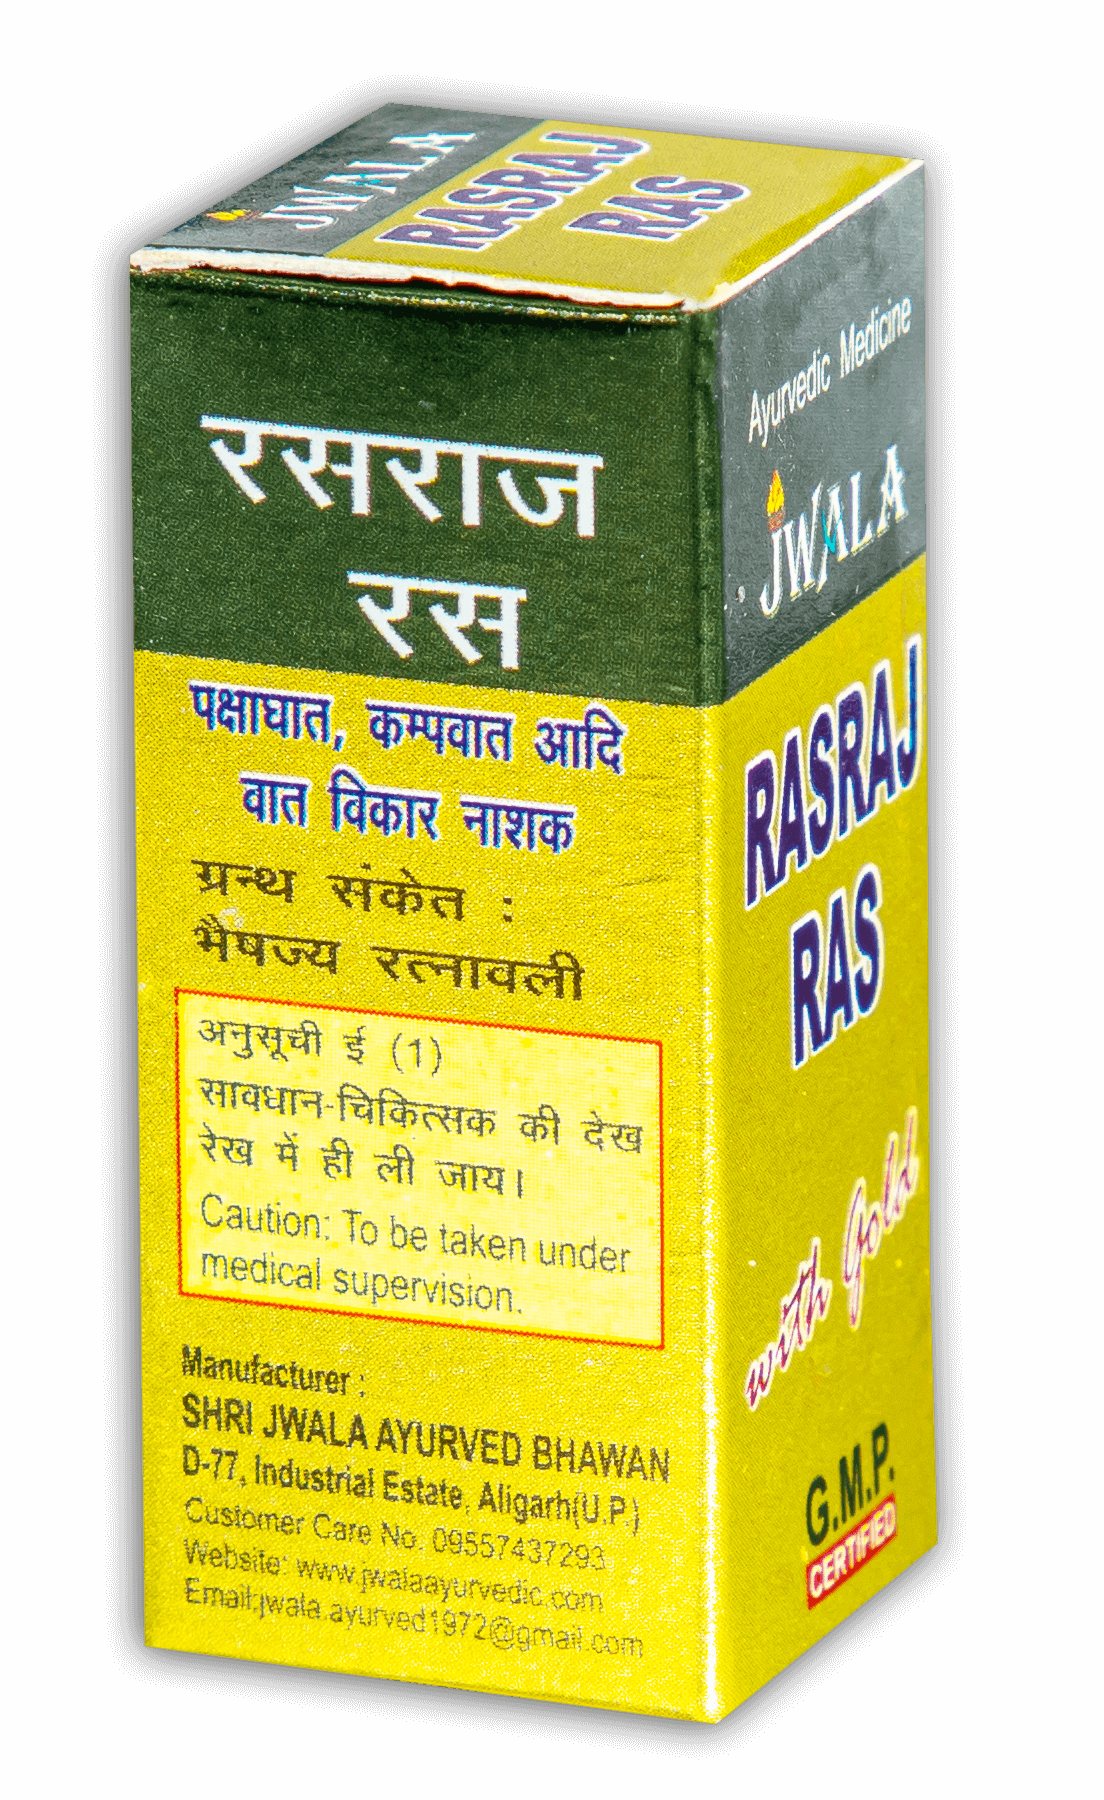 JWALA
RASRAJ
RAS
रसराज
रस
पक्षाघात, कम्पवात आदि
वात विकार नाशक
ग्रन्थ संकेत :
भैषज्य रत्नावली
अनुसूची ई (1)
सावधान-चिकित्सक की देख
रेख में ही ली जाय।
Caution: To be taken under
medical supervision.
Manufacturer :
SHRI JWALA AYURVED BHAWAN
D-77, Industrial Estate, Aligarh(U.P.)
Customer Care No. 09557437293
Website: www.jwalaayurvedic.com
Email:jwala.ayurved1972@gmail.com
Ayurvedic Medicine
JWALA
RASRAJ
RAS
with Gold
G.M.P.
CERTIFIED